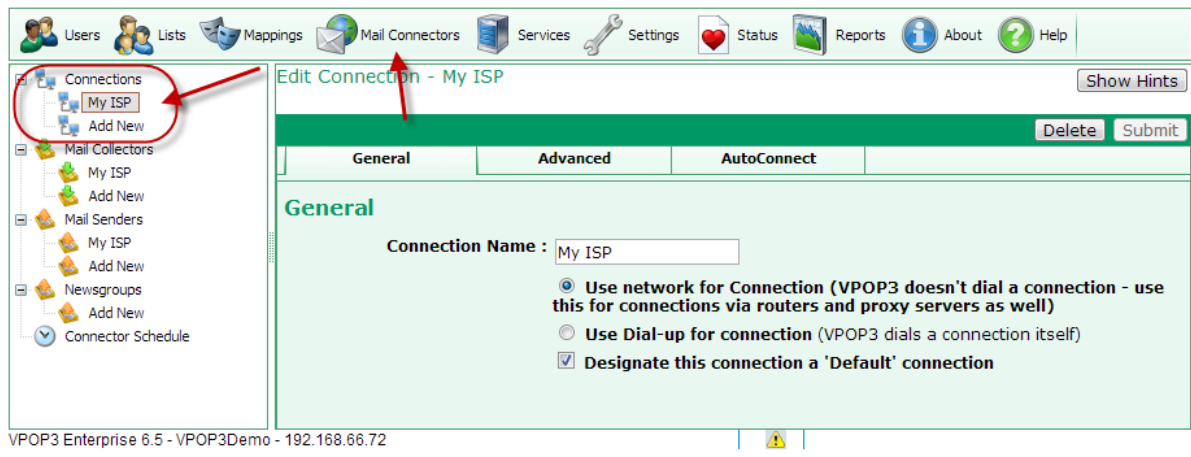 Users Lists Mappings Mail Connectors Services Settings Status Reports About Help
Connections
My ISP
Add New
Mail Collectors
My ISP
Add New
Mail Senders
My ISP
Add New
Newsgroups
Add New
Connector Schedule
Edit Connection - My ISP
Show Hints
Delete Submit
General Advanced AutoConnect
General
Connection Name : My ISP
Use network for Connection (VPOP3 doesn't dial a connection - use
this for connections via routers and proxy servers as well)
Use Dial-up for connection (VPOP3 dials a connection itself)
Designate this connection a 'Default' connection
VPOP3 Enterprise 6.5 - VPOP3Demo - 192.168.66.72